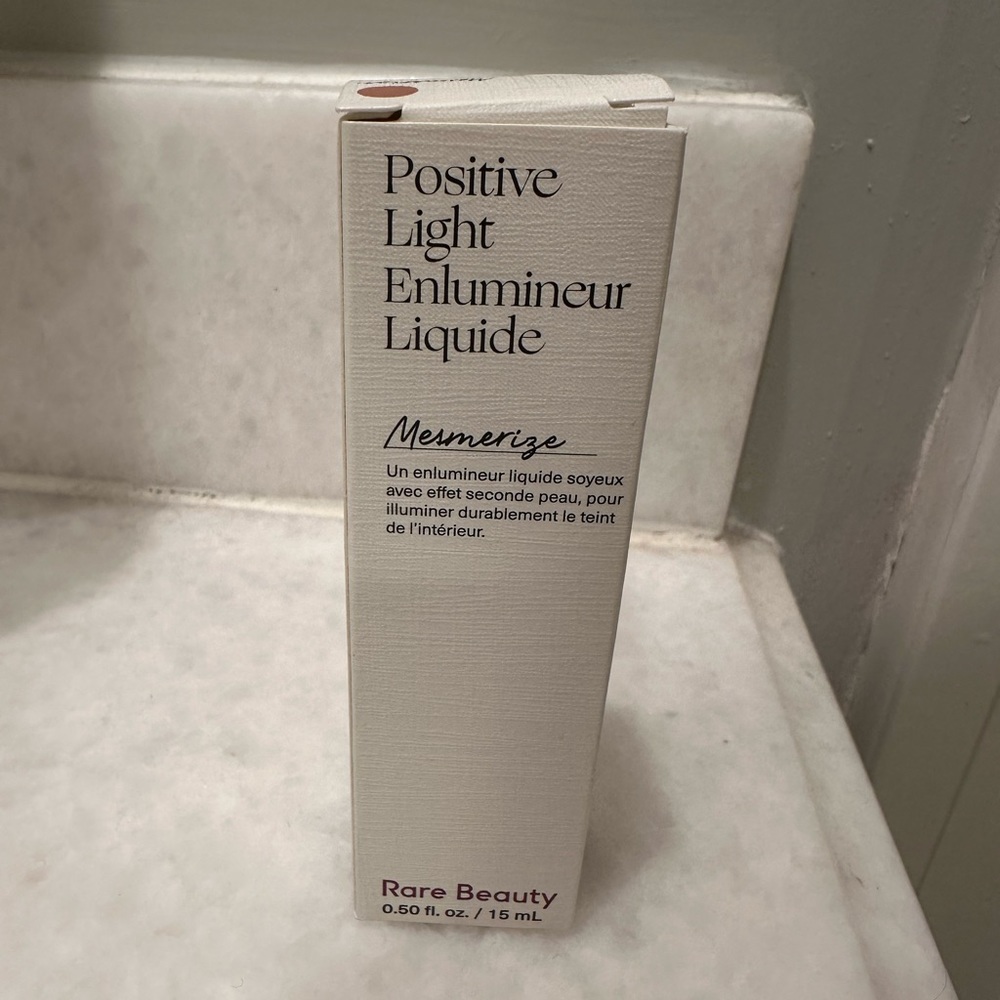 Positive
Light
Enlumineur
Liquide
Mesmerize
Un enlumineur liquide soyeux
avec effet seconde peau, pour
illuminer durablement le teint
de l'intérieur.
Rare Beauty
0.50 fl. oz. / 15 mL